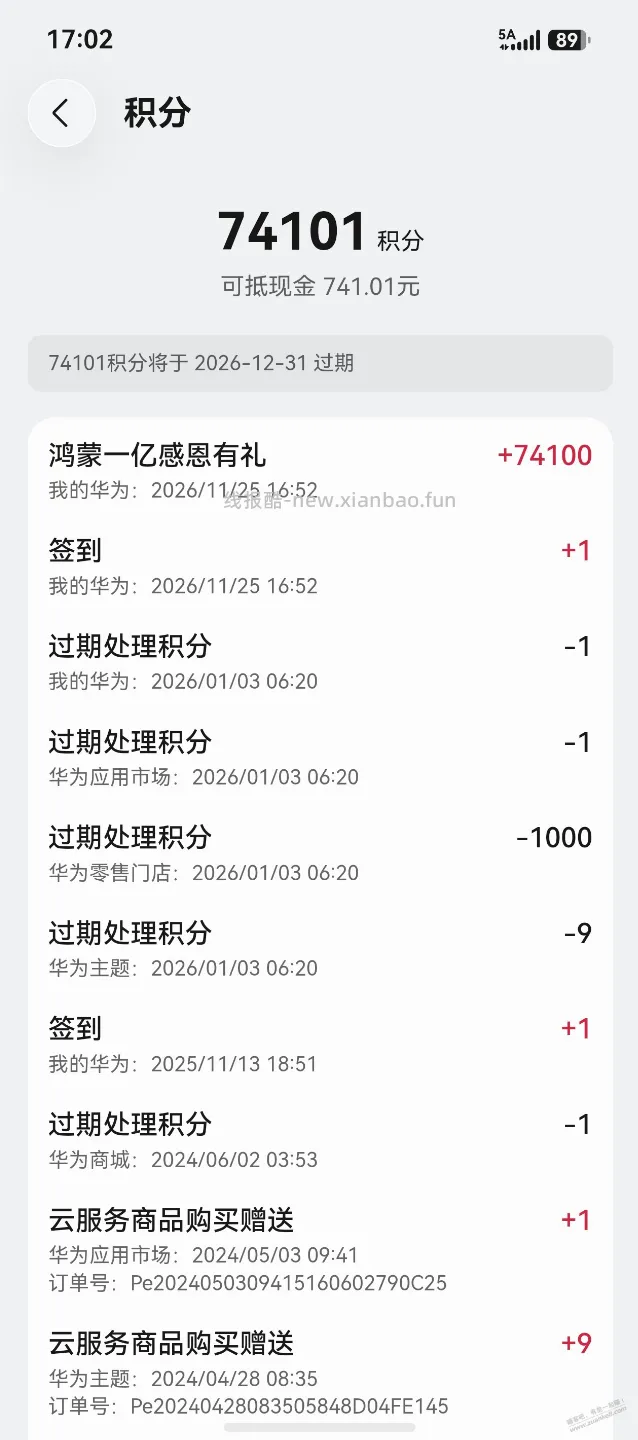 17:02
5A
89
积分
74101 积分
可抵现金 741.01元
74101积分将于 2026-12-31 过期
鸿蒙一亿感恩有礼 +74100
我的华为：2026/11/25 16:52
线报酷-new.xianbao.fun
签到 +1
我的华为：2026/11/25 16:52
过期处理积分 -1
我的华为：2026/01/03 06:20
过期处理积分 -1
华为应用市场：2026/01/03 06:20
过期处理积分 -1000
华为零售门店：2026/01/03 06:20
过期处理积分 -9
华为主题：2026/01/03 06:20
签到 +1
我的华为：2025/11/13 18:51
过期处理积分 -1
华为商城：2024/06/02 03:53
云服务商品购买赠送 +1
华为应用市场：2024/05/03 09:41
订单号：Pe2024050309415160602790C25
云服务商品购买赠送 +9
华为主题：2024/04/28 08:35
订单号：Pe20240428083505848D04FE145